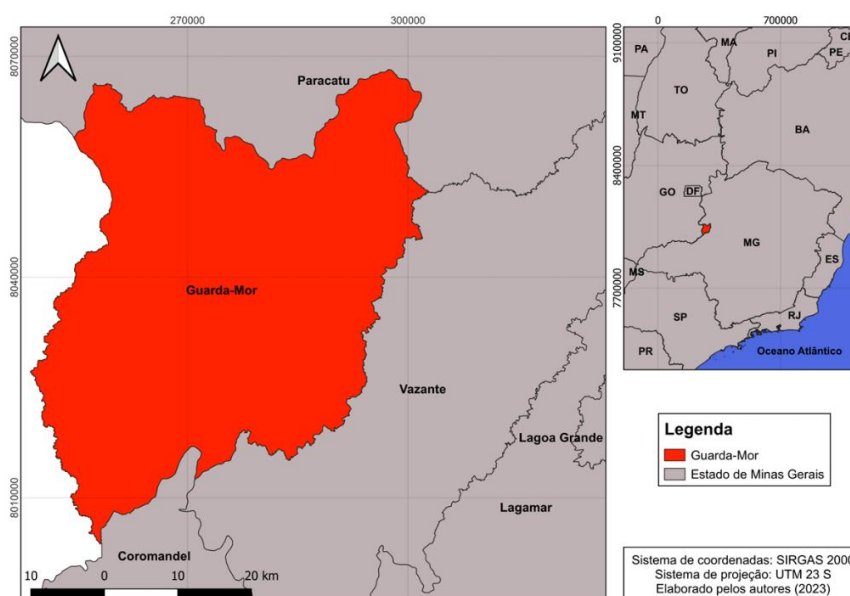 270000
300000
8070000
8040000
8010000
Paracatu
Guarda-Mor
Vazante
Lagoa Grande
Lagamar
Coromandel
10 0 10 20 km
0
700000
9100000
8400000
7700000
PA
MA
PI
CE
PE
TO
MT
BA
GO
DF
MG
MS
ES
SP
RJ
PR
Oceano Atlântico
Legenda
Guarda-Mor
Estado de Minas Gerais
Sistema de coordenadas: SIRGAS 2000
Sistema de projeção: UTM 23 S
Elaborado pelos autores (2023)